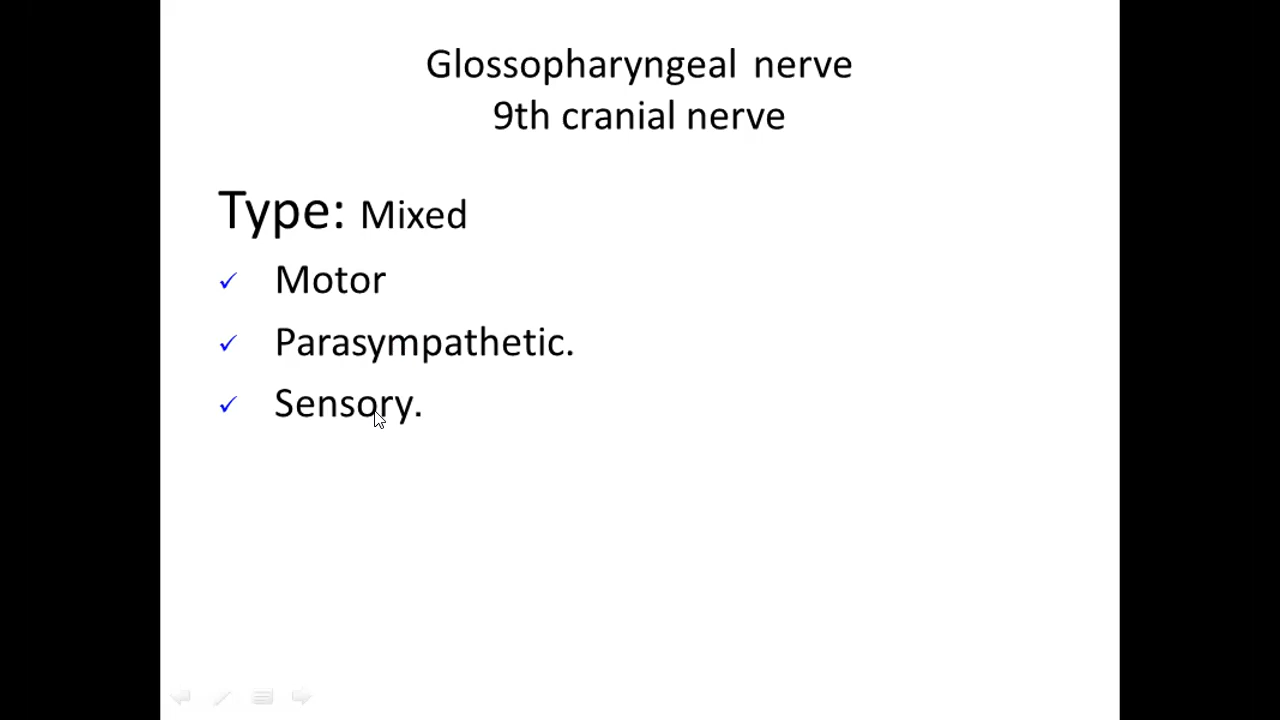 Glossopharyngeal nerve
9th cranial nerve
Type: Mixed
✓ Motor
✓ Parasympathetic.
✓ Sensory.